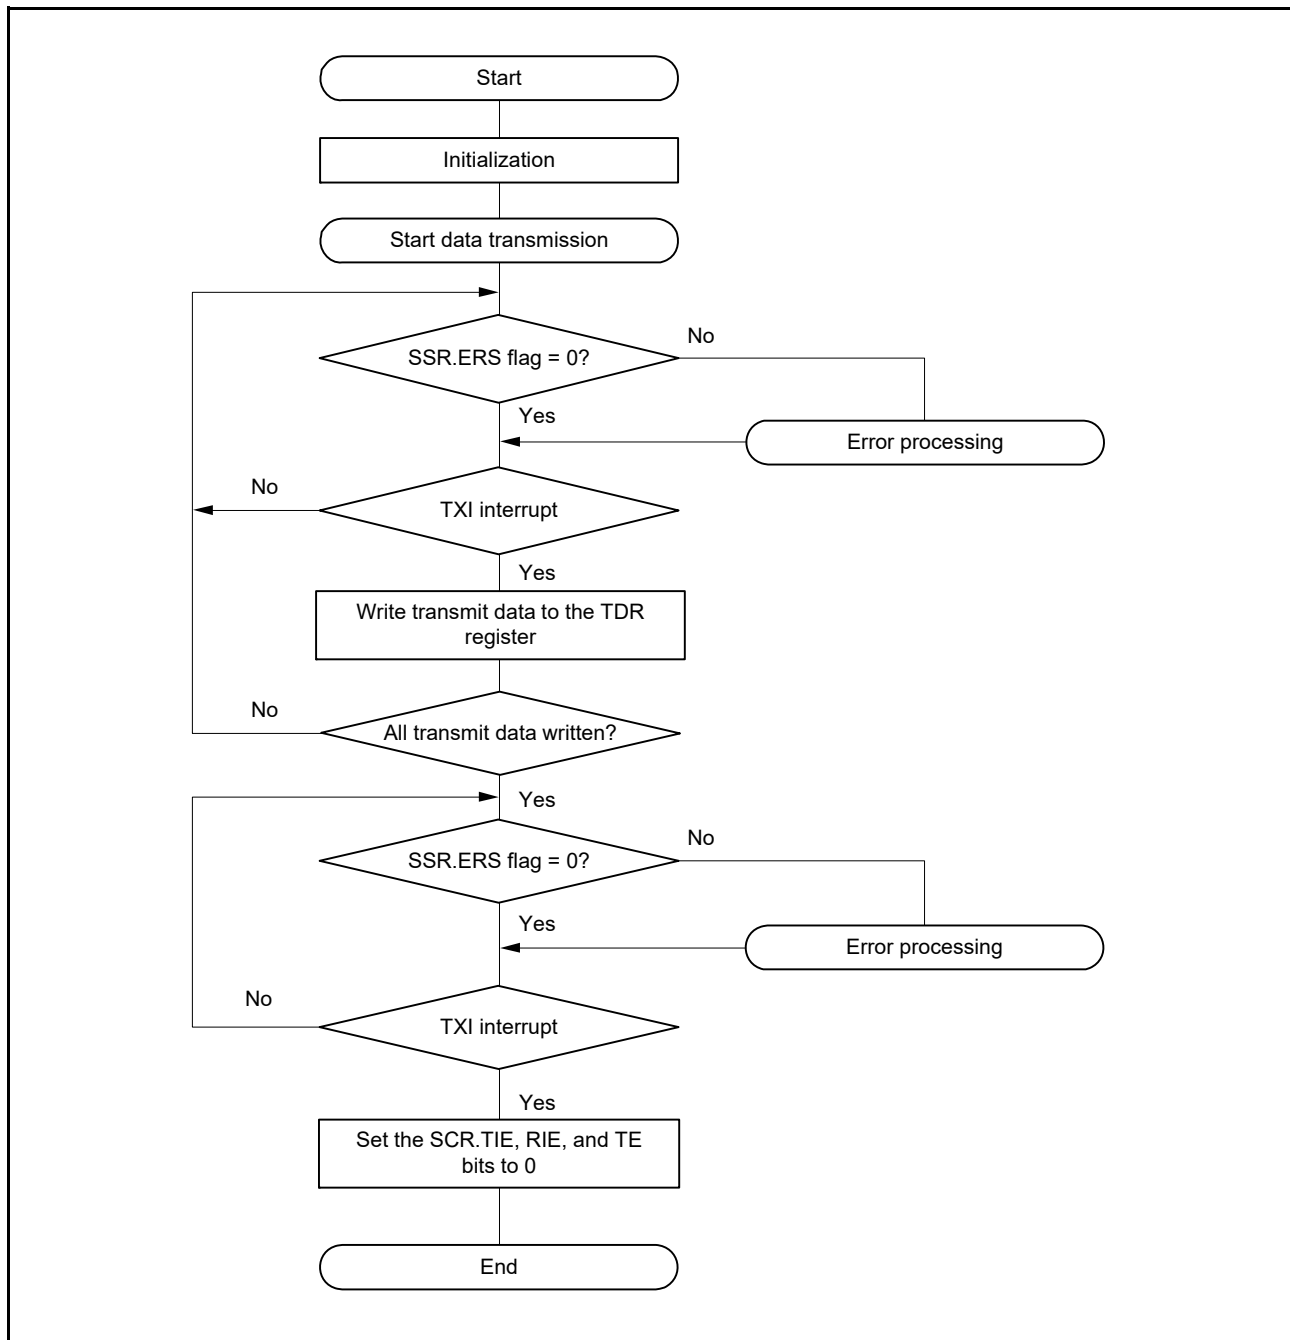 Start
Initialization
Start data transmission
SSR.ERS flag = 0?
No
Yes
Error processing
No
TXI interrupt
Yes
Write transmit data to the TDR
register
No
All transmit data written?
Yes
SSR.ERS flag = 0?
No
Yes
Error processing
No
TXI interrupt
Yes
Set the SCR.TIE, RIE, and TE
bits to 0
End